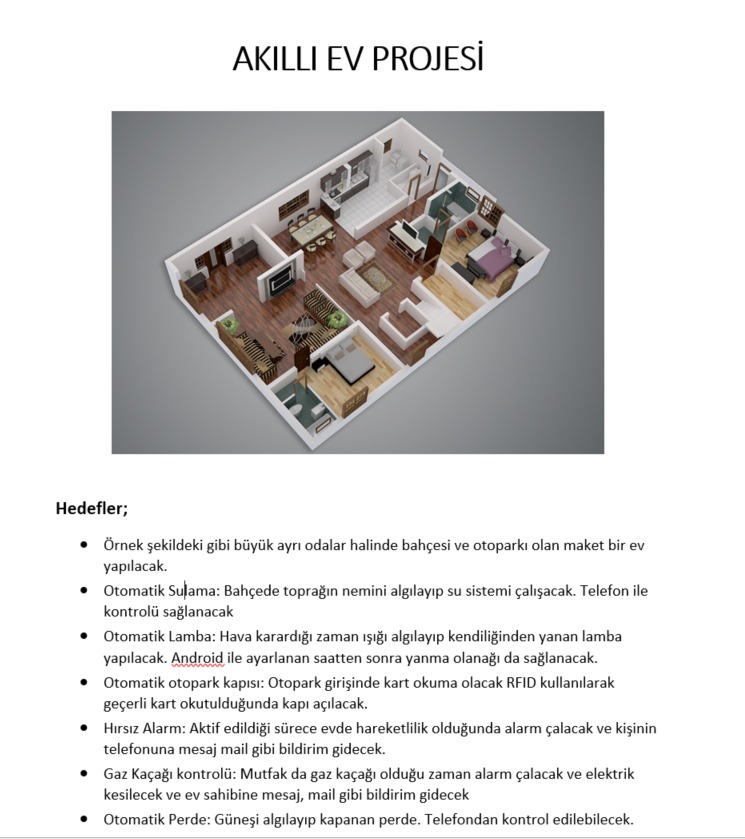 AKILLI EV PROJESİ
Hedefler;
• Örnek şekildeki gibi büyük ayrı odalar halinde bahçesi ve otoparkı olan maket bir ev
yapılacak.
• Otomatik Sulama: Bahçede toprağın nemini algılayıp su sistemi çalışacak. Telefon ile
kontrolü sağlanacak
• Otomatik Lamba: Hava karardığı zaman ışığı algılayıp kendiliğinden yanan lamba
yapılacak. Android ile ayarlanan saatten sonra yanma olanağı da sağlanacak.
• Otomatik otopark kapısı: Otopark girişinde kart okuma olacak RFID kullanılarak
geçerli kart okutulduğunda kapı açılacak.
• Hırsız Alarm: Aktif edildiği sürece evde hareketlilik olduğunda alarm çalacak ve kişinin
telefonuna mesaj mail gibi bildirim gidecek.
• Gaz Kaçağı kontrolü: Mutfak da gaz kaçağı olduğu zaman alarm çalacak ve elektrik
kesilecek ve ev sahibine mesaj, mail gibi bildirim gidecek
• Otomatik Perde: Güneşi algılayıp kapanan perde. Telefondan kontrol edilebilecek.